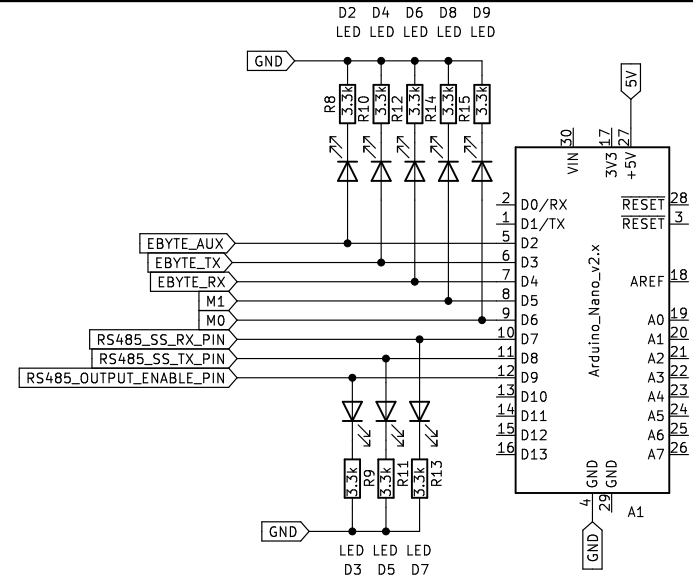 D2 D4 D6 D8 D9
LED LED LED LED LED
GND
5V
R8 3.3k R10 3.3k R12 3.3k R14 3.3k R15 3.3k
30 17 27
VIN 3V3 +5V
2 D0/RX RESET 28
1 D1/TX RESET 3
EBYTE_AUX 5 D2
EBYTE_TX 6 D3
EBYTE_RX 7 D4 AREF 18
M1 8 D5
M0 9 D6 A0 19
RS485_SS_RX_PIN 10 D7 A1 20
RS485_SS_TX_PIN 11 D8 A2 21
RS485_OUTPUT_ENABLE_PIN 12 D9 A3 22
13 D10 A4 23
14 D11 A5 24
15 D12 A6 25
16 D13 A7 26
Arduino_Nano_v2.x
3.3k R9 3.3k R11 3.3k R13
GND GND
4 29
A1
GND
GND
LED LED LED
D3 D5 D7